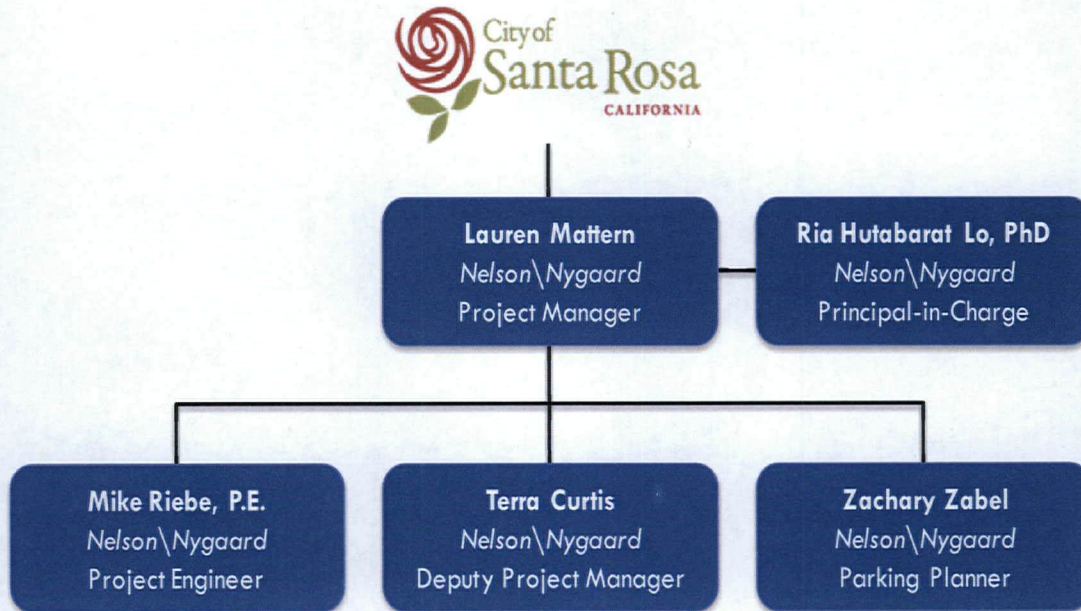 City of
Santa Rosa
CALIFORNIA
Lauren Mattern
Nelson\Nygaard
Project Manager
Ria Hutabarat Lo, PhD
Nelson\Nygaard
Principal-in-Charge
Mike Riebe, P.E.
Nelson\Nygaard
Project Engineer
Terra Curtis
Nelson\Nygaard
Deputy Project Manager
Zachary Zabel
Nelson\Nygaard
Parking Planner